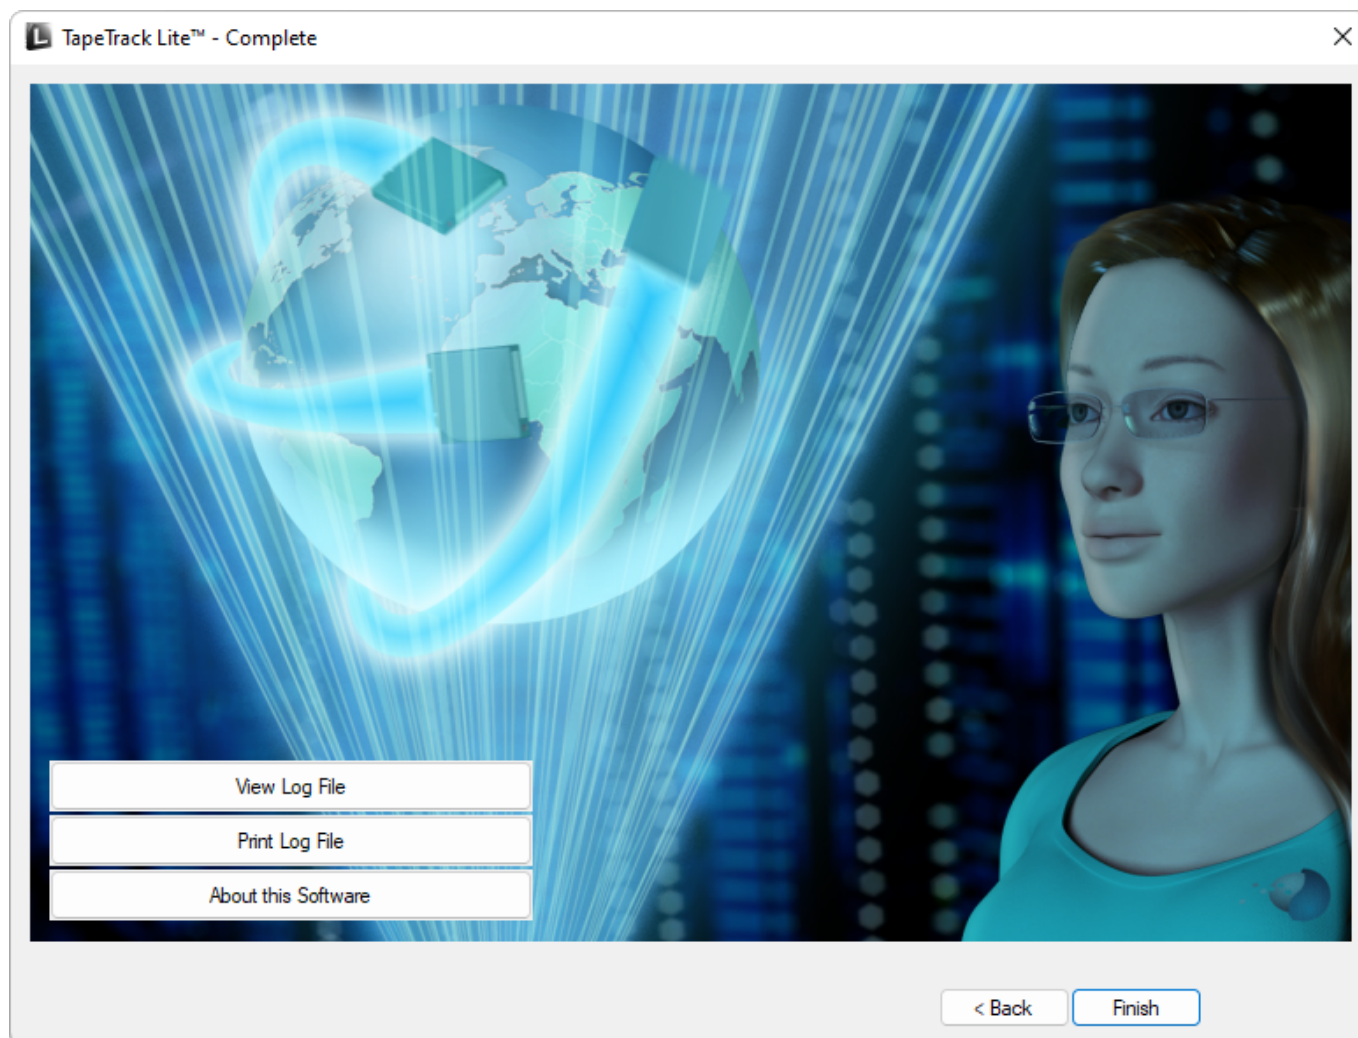 TapeTrack Lite™ - Complete
View Log File
Print Log File
About this Software
< Back
Finish